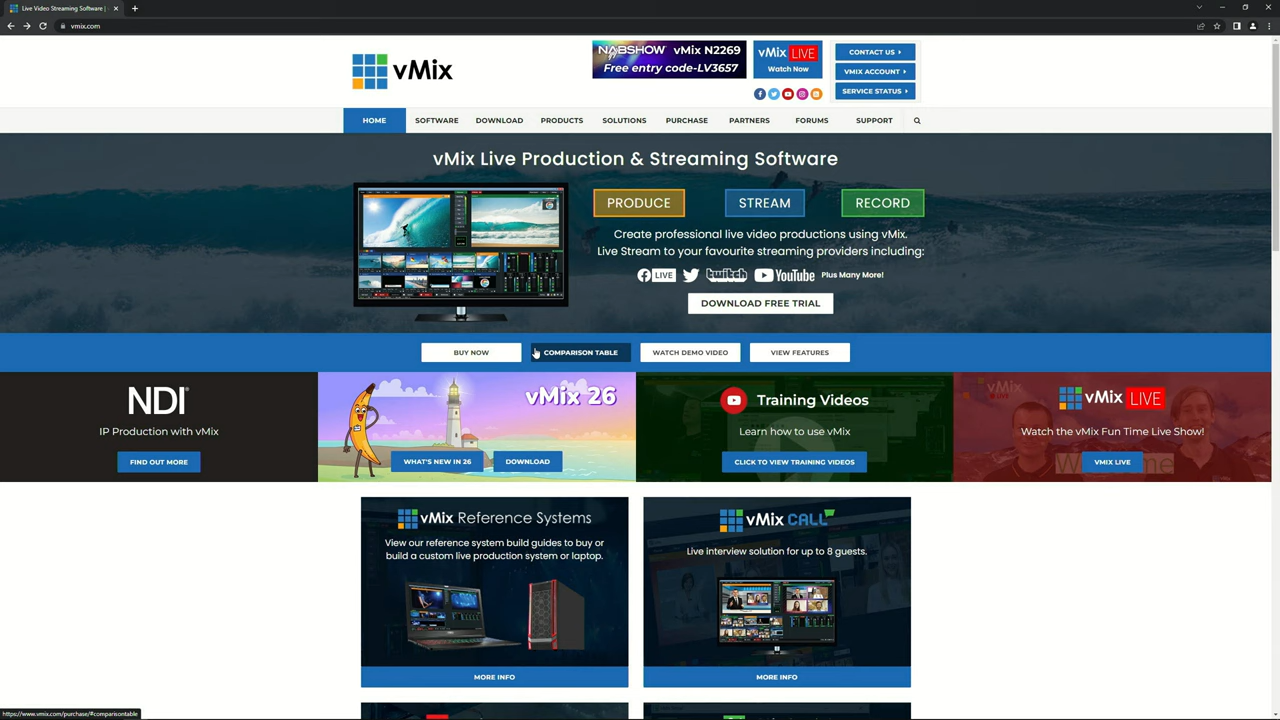 Live Video Streaming Software |
vmix.com
vMix
NABSHOW vMix N2269
Free entry code-LV3657
vMix LIVE
Watch Now
CONTACT US
VMIX ACCOUNT
SERVICE STATUS
HOME SOFTWARE DOWNLOAD PRODUCTS SOLUTIONS PURCHASE PARTNERS FORUMS SUPPORT
vMix Live Production & Streaming Software
PRODUCE STREAM RECORD
Create professional live video productions using vMix.
Live Stream to your favourite streaming providers including:
LIVE twitch YouTube Plus Many More!
DOWNLOAD FREE TRIAL
BUY NOW COMPARISON TABLE WATCH DEMO VIDEO VIEW FEATURES
NDI
IP Production with vMix
FIND OUT MORE
vMix 26
WHAT'S NEW IN 26 DOWNLOAD
Training Videos
Learn how to use vMix
CLICK TO VIEW TRAINING VIDEOS
vMix LIVE
Watch the vMix Fun Time Live Show!
VMIX LIVE
vMix Reference Systems
View our reference system build guides to buy or
build a custom live production system or laptop.
MORE INFO
vMix CALL
Live interview solution for up to 8 guests.
MORE INFO
https://www.vmix.com/purchase/#comparisontable